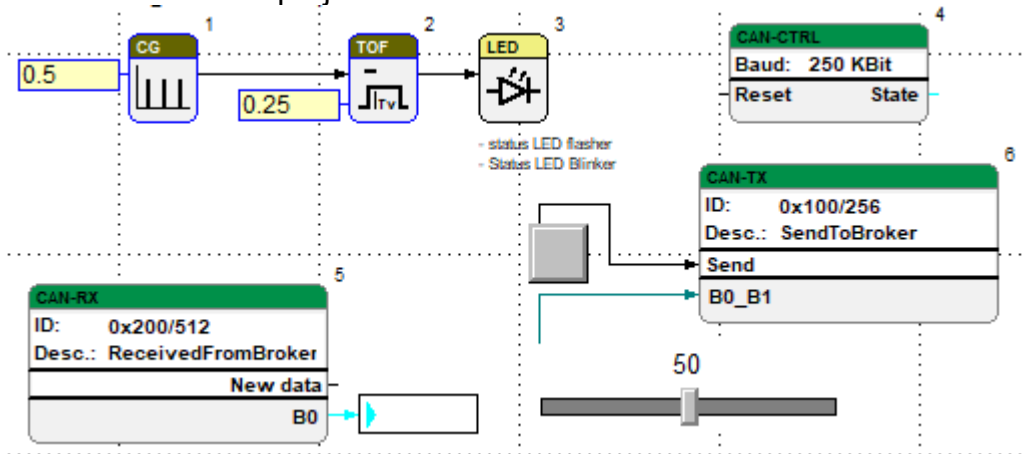 1
CG
0.5
2
TOF
Tv
0.25
3
LED
- status LED flasher
- Status LED Blinker
4
CAN-CTRL
Baud: 250 KBit
Reset State
6
CAN-TX
ID: 0x100/256
Desc.: SendToBroker
Send
B0_B1
5
CAN-RX
ID: 0x200/512
Desc.: ReceivedFromBroker
New data
B0
50